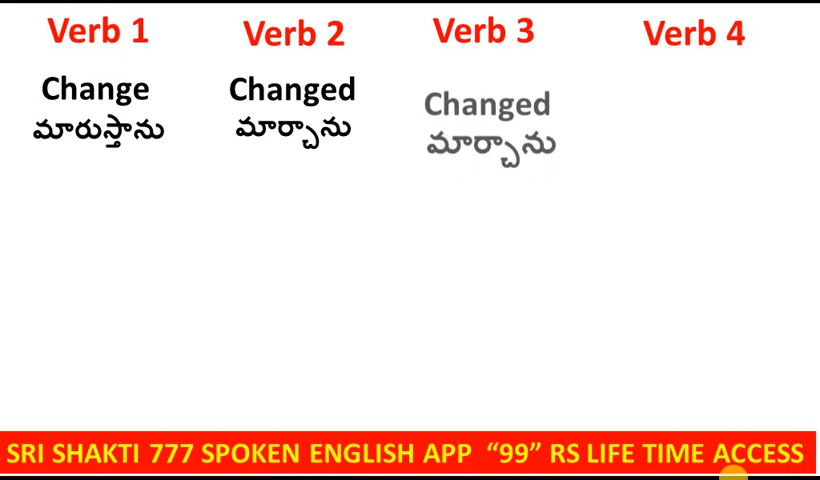 Verb 1 Verb 2 Verb 3 Verb 4
Change Changed Changed
మారుస్తాను మార్చాను మార్చాను
SRI SHAKTI 777 SPOKEN ENGLISH APP “99” RS LIFE TIME ACCESS